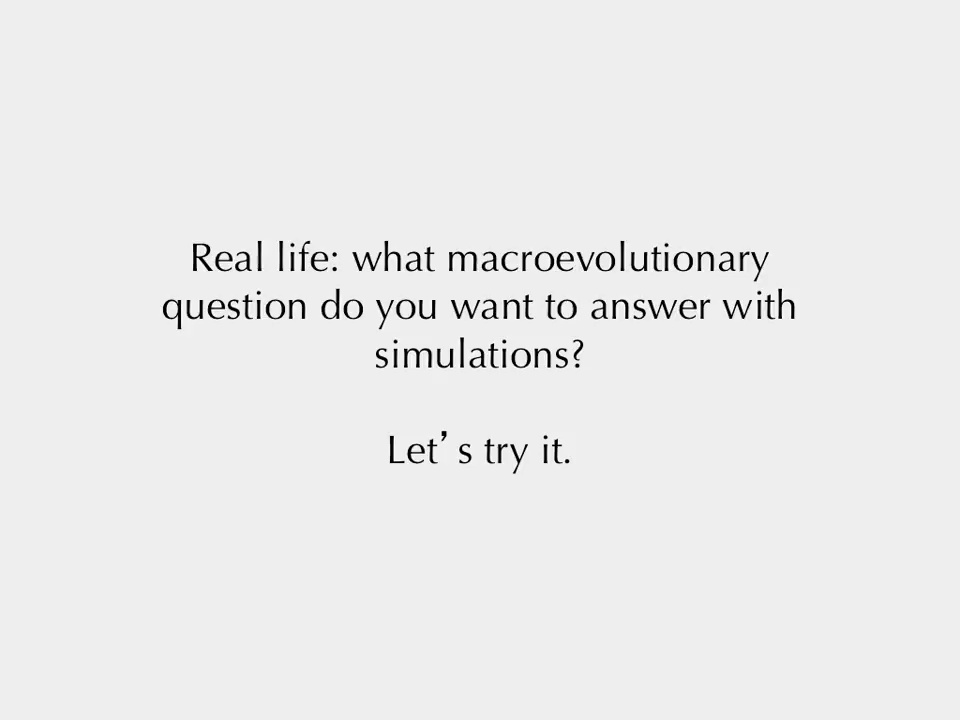 Real life: what macroevolutionary
question do you want to answer with
simulations?
Let’s try it.